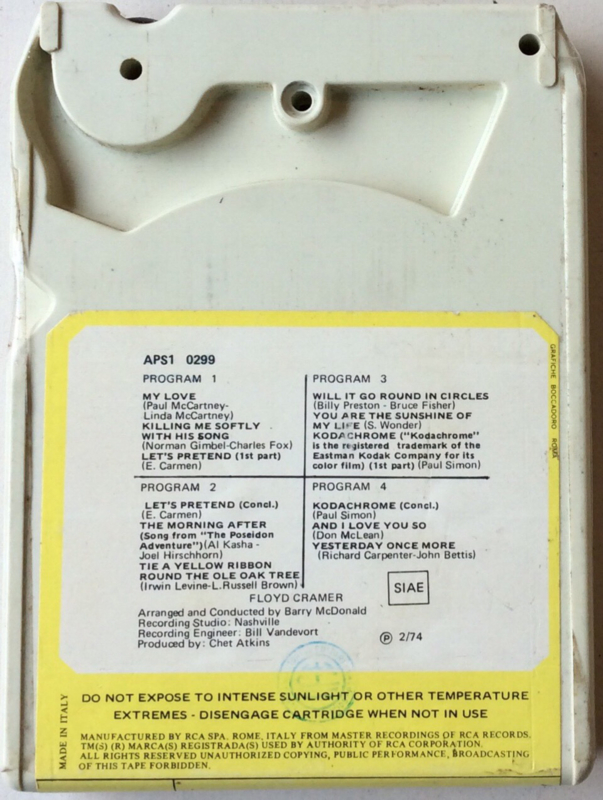 APS1 0299
PROGRAM 1
MY LOVE
(Paul McCartney-
Linda McCartney)
KILLING ME SOFTLY
WITH HIS SONG
(Norman Gimbel-Charles Fox)
LET'S PRETEND (1st part)
(E. Carmen)
PROGRAM 2
LET'S PRETEND (Concl.)
(E. Carmen)
THE MORNING AFTER
(Song from "The Poseidon
Adventure") (Al Kasha -
Joel Hirschhorn)
TIE A YELLOW RIBBON
ROUND THE OLE OAK TREE
(Irwin Levine-L.Russell Brown)
PROGRAM 3
WILL IT GO ROUND IN CIRCLES
(Billy Preston - Bruce Fisher)
YOU ARE THE SUNSHINE OF
MY LIFE (S. Wonder)
KODACHROME ("Kodachrome"
is the registered trademark of the
Eastman Kodak Company for its
color film) (1st part) (Paul Simon)
PROGRAM 4
KODACHROME (Concl.)
(Paul Simon)
AND I LOVE YOU SO
(Don McLean)
YESTERDAY ONCE MORE
(Richard Carpenter-John Bettis)
FLOYD CRAMER
Arranged and Conducted by Barry McDonald
Recording Studio: Nashville
Recording Engineer: Bill Vandevort
Produced by: Chet Atkins
SIAE
Ⓟ 2/74
GRAFICHE BOCCADORO ROMA
MADE IN ITALY
DO NOT EXPOSE TO INTENSE SUNLIGHT OR OTHER TEMPERATURE
EXTREMES - DISENGAGE CARTRIDGE WHEN NOT IN USE
MANUFACTURED BY RCA SPA. ROME, ITALY FROM MASTER RECORDINGS OF RCA RECORDS.
TM(S) (R) MARCA(S) REGISTRADA(S) USED BY AUTHORITY OF RCA CORPORATION.
ALL RIGHTS RESERVED UNAUTHORIZED COPYING, PUBLIC PERFORMANCE, BROADCASTING
OF THIS TAPE FORBIDDEN.